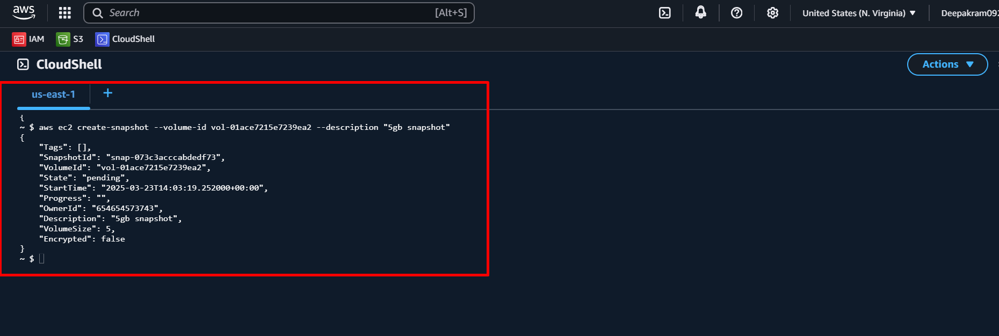 aws
Search [Alt+S]
United States (N. Virginia)
Deepakram092
IAM
S3
CloudShell
CloudShell
Actions
us-east-1 +
{
~ $ aws ec2 create-snapshot --volume-id vol-01ace7215e7239ea2 --description "5gb snapshot"
{
"Tags": [],
"SnapshotId": "snap-073c3acccabdedf73",
"VolumeId": "vol-01ace7215e7239ea2",
"State": "pending",
"StartTime": "2025-03-23T14:03:19.252000+00:00",
"Progress": "",
"OwnerId": "654654573743",
"Description": "5gb snapshot",
"VolumeSize": 5,
"Encrypted": false
}
~ $